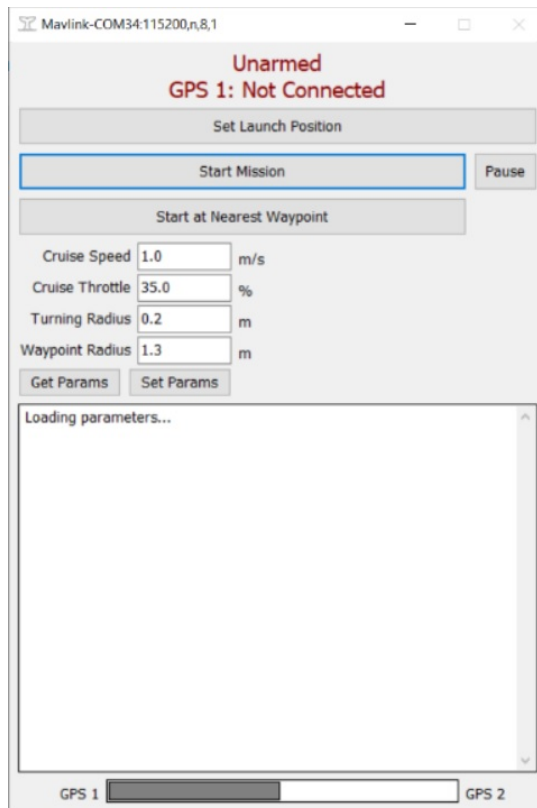 Mavlink-COM34:115200,n,8,1
Unarmed
GPS 1: Not Connected
Set Launch Position
Start Mission Pause
Start at Nearest Waypoint
Cruise Speed 1.0 m/s
Cruise Throttle 35.0 %
Turning Radius 0.2 m
Waypoint Radius 1.3 m
Get Params Set Params
Loading parameters...
GPS 1 GPS 2